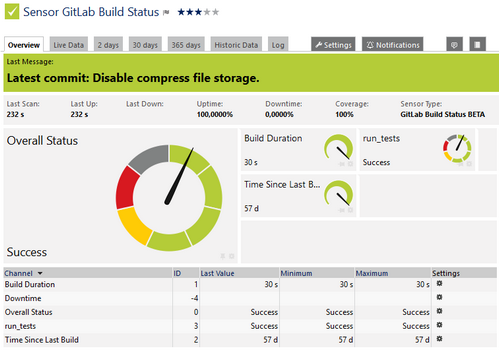 Sensor GitLab Build Status
Overview Live Data 2 days 30 days 365 days Historic Data Log Settings Notifications
Last Message:
Latest commit: Disable compress file storage.
Last Scan: Last Up: Last Down: Uptime: Downtime: Coverage: Sensor Type:
232 s 232 s 100,0000% 0,0000% 100% GitLab Build Status BETA
Overall Status
Success
Build Duration
30 s
run_tests
Success
Time Since Last B...
57 d
Channel ID Last Value Minimum Maximum Settings
Build Duration 1 30 s 30 s 30 s
Downtime -4
Overall Status 0 Success Success Success
run_tests 3 Success Success Success
Time Since Last Build 2 57 d 57 d 57 d